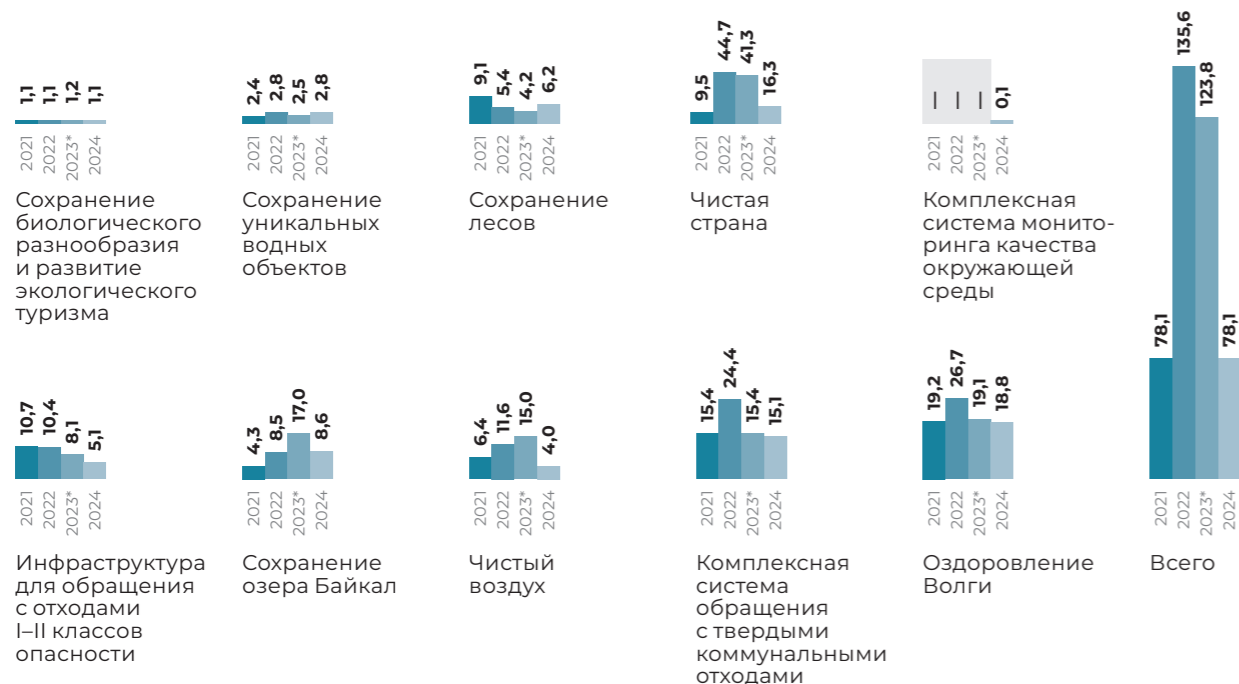 1,1
1,1
1,2
1,1
2021
2022
2023*
2024
Сохранение
биологического
разнообразия
и развитие
экологического
туризма
2,4
2,8
2,5
2,8
2021
2022
2023*
2024
Сохранение
уникальных
водных
объектов
9,1
5,4
4,2
6,2
2021
2022
2023*
2024
Сохранение
лесов
9,5
44,7
41,3
16,3
2021
2022
2023*
2024
Чистая
страна
—
—
—
0,1
2021
2022
2023*
2024
Комплексная
система монито-
ринга качества
окружающей
среды
10,7
10,4
8,1
5,1
2021
2022
2023*
2024
Инфраструктура
для обращения
с отходами
I–II классов
опасности
4,3
8,5
17,0
8,6
2021
2022
2023*
2024
Сохранение
озера Байкал
6,4
11,6
15,0
4,0
2021
2022
2023*
2024
Чистый
воздух
15,4
24,4
15,4
15,1
2021
2022
2023*
2024
Комплексная
система
обращения
с твердыми
коммунальными
отходами
19,2
26,7
19,1
18,8
2021
2022
2023*
2024
Оздоровление
Волги
78,1
135,6
123,8
78,1
2021
2022
2023*
2024
Всего